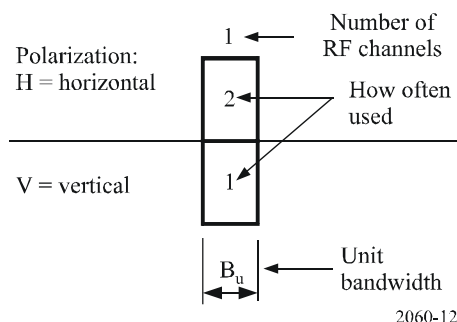 1
Number of
RF channels
Polarization:
H = horizontal
2
How often
used
V = vertical
1
Bu
Unit
bandwidth
2060-12